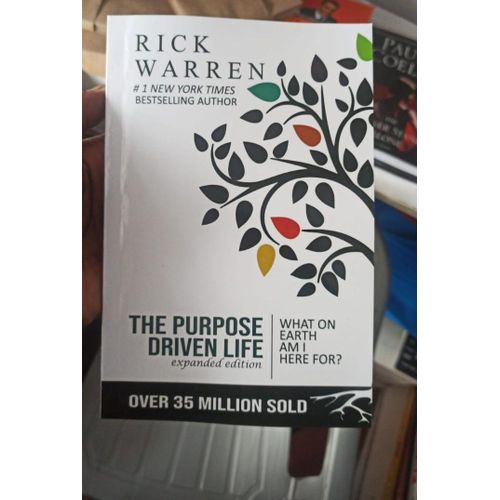 RICK
WARREN
# 1 NEW YORK TIMES
BESTSELLING AUTHOR
THE PURPOSE
DRIVEN LIFE
expanded edition
WHAT ON
EARTH
AM I
HERE FOR?
OVER 35 MILLION SOLD